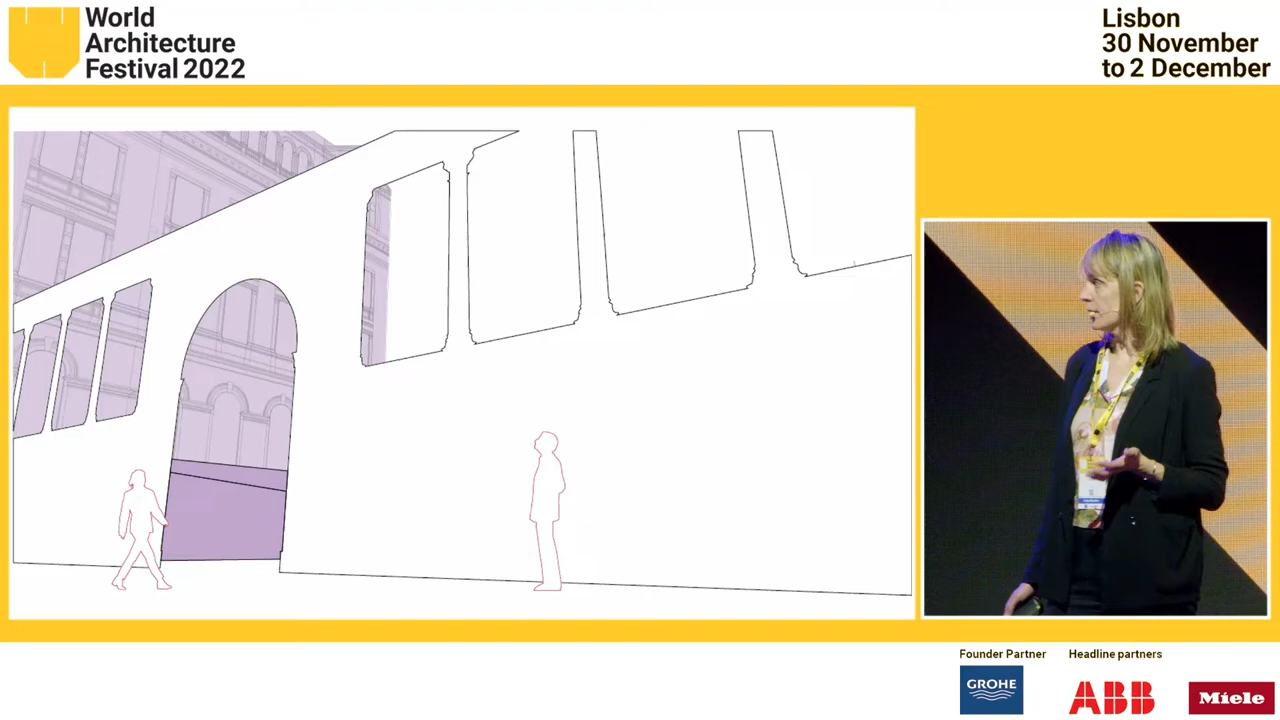 World
Architecture
Festival 2022
Lisbon
30 November
to 2 December
Founder Partner
Headline partners
GROHE
ABB
Miele